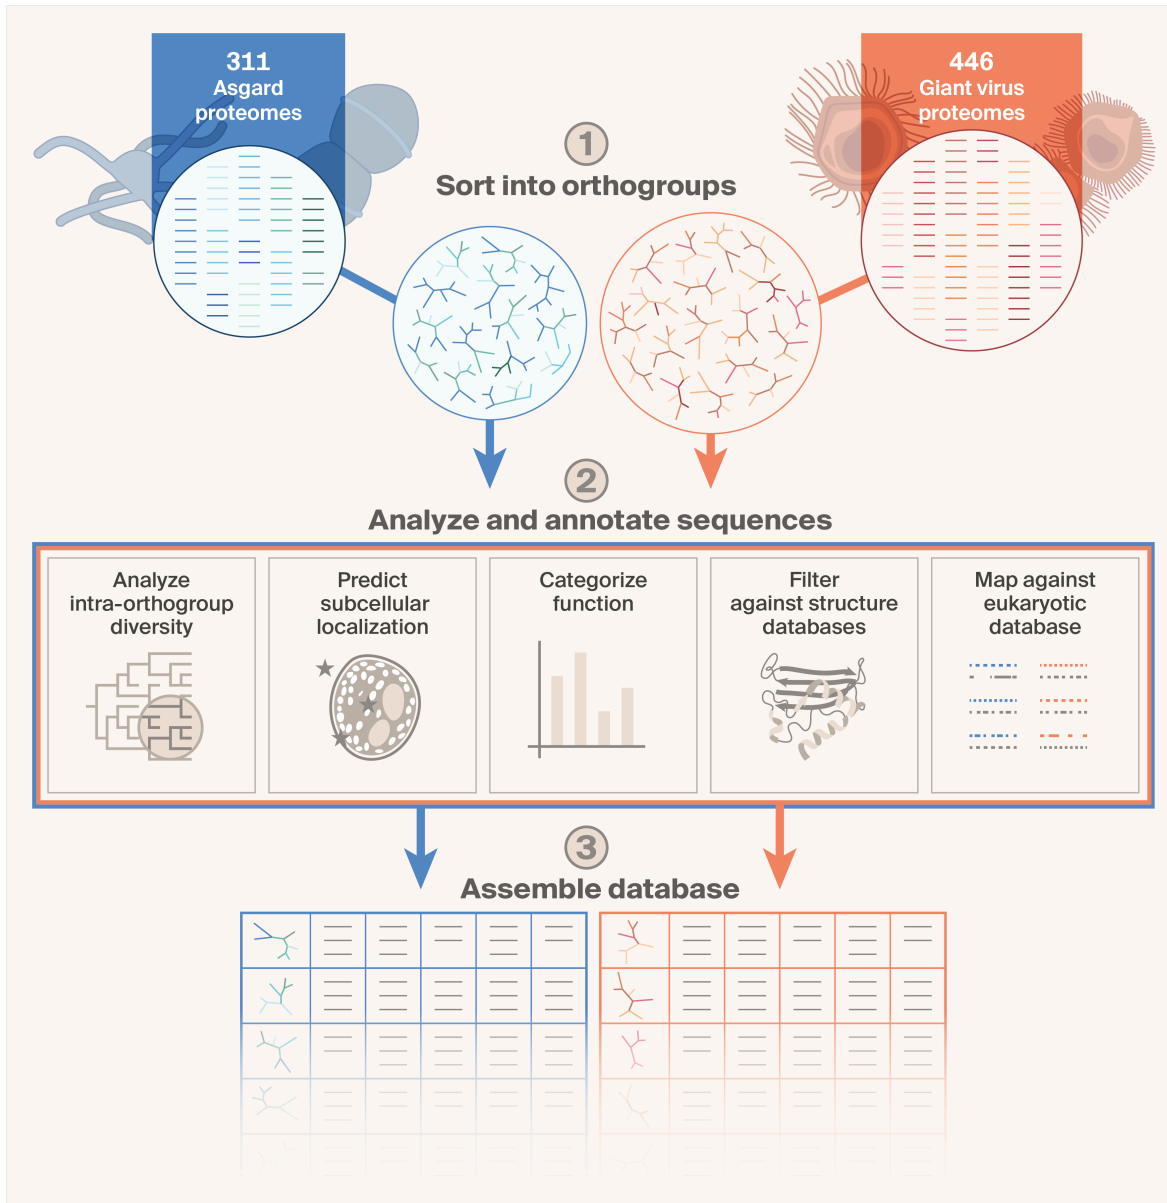 311
Asgard
proteomes
446
Giant virus
proteomes
1
Sort into orthogroups
2
Analyze and annotate sequences
Analyze
intra-orthogroup
diversity
Predict
subcellular
localization
Categorize
function
Filter
against structure
databases
Map against
eukaryotic
database
3
Assemble database